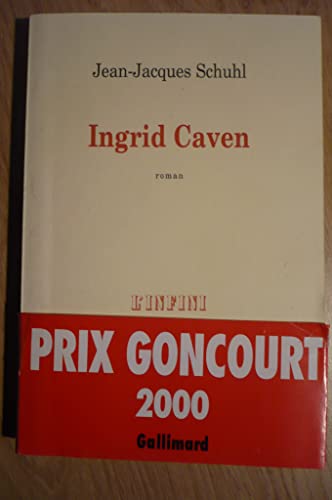 Jean-Jacques Schuhl
Ingrid Caven
roman
L'INFINI
PRIX GONCOURT
2000
Gallimard